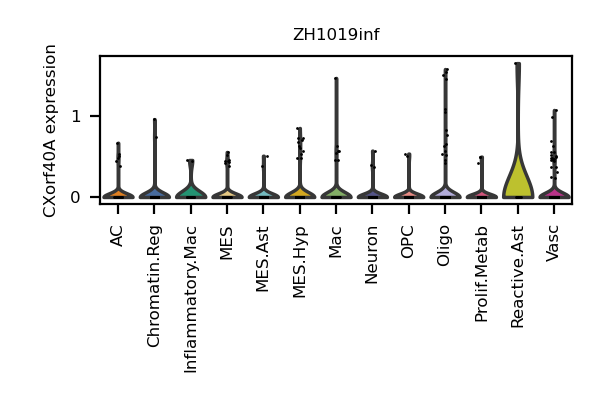 ZH1019inf
CXorf40A expression
1
0
AC
Chromatin.Reg
Inflammatory.Mac
MES
MES.Ast
MES.Hyp
Mac
Neuron
OPC
Oligo
Prolif.Metab
Reactive.Ast
Vasc